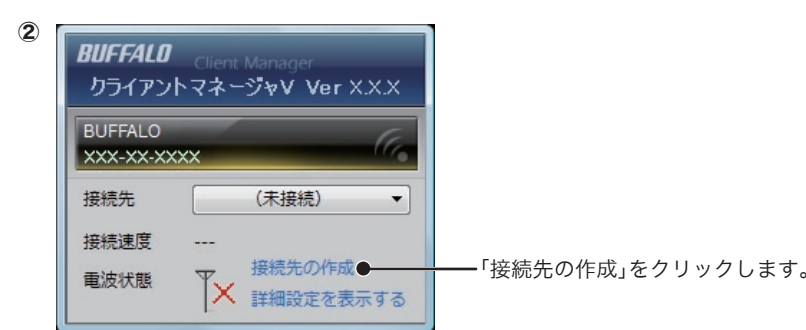 ②
BUFFALO Client Manager
クライアントマネージャV Ver X.X.X
BUFFALO
XXX-XX-XXXX
接続先 (未接続)
接続速度 ---
電波状態 接続先の作成
詳細設定を表示する
「接続先の作成」をクリックします。